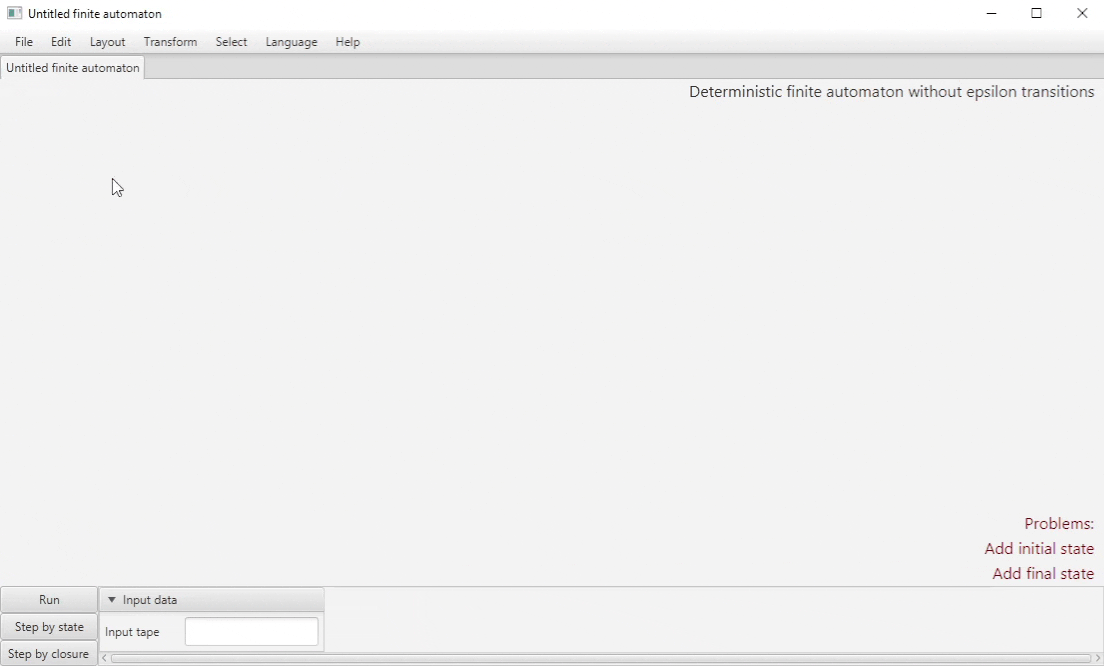 Untitled finite automaton
File Edit Layout Transform Select Language Help
Untitled finite automaton
Deterministic finite automaton without epsilon transitions
Problems:
Add initial state
Add final state
Run
Input data
Step by state
Input tape
Step by closure